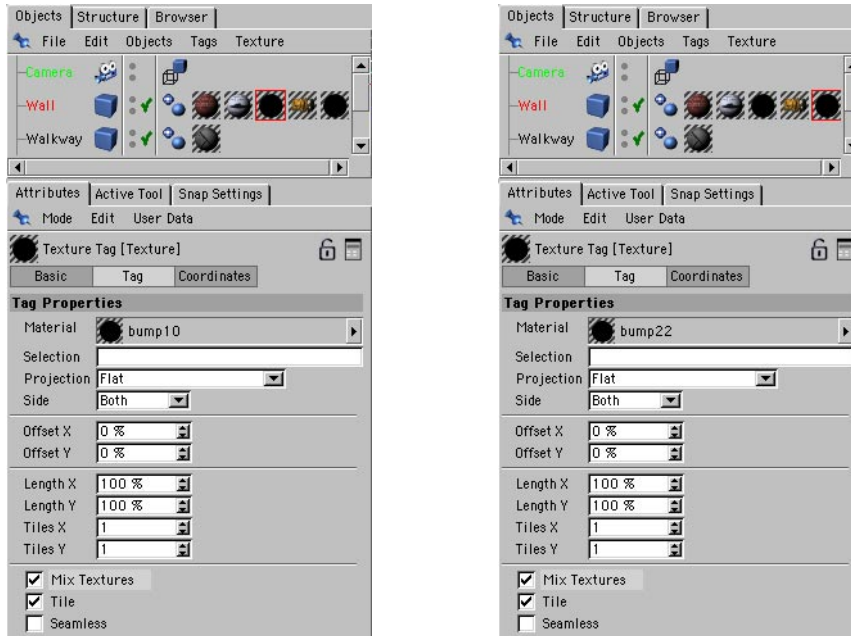 Objects Structure Browser
File Edit Objects Tags Texture
Camera
Wall
Walkway
Attributes Active Tool Snap Settings
Mode Edit User Data
Texture Tag [Texture]
Basic Tag Coordinates
Tag Properties
Material bump10
Selection
Projection Flat
Side Both
Offset X 0 %
Offset Y 0 %
Length X 100 %
Length Y 100 %
Tiles X 1
Tiles Y 1
Mix Textures
Tile
Seamless
Objects Structure Browser
File Edit Objects Tags Texture
Camera
Wall
Walkway
Attributes Active Tool Snap Settings
Mode Edit User Data
Texture Tag [Texture]
Basic Tag Coordinates
Tag Properties
Material bump22
Selection
Projection Flat
Side Both
Offset X 0 %
Offset Y 0 %
Length X 100 %
Length Y 100 %
Tiles X 1
Tiles Y 1
Mix Textures
Tile
Seamless